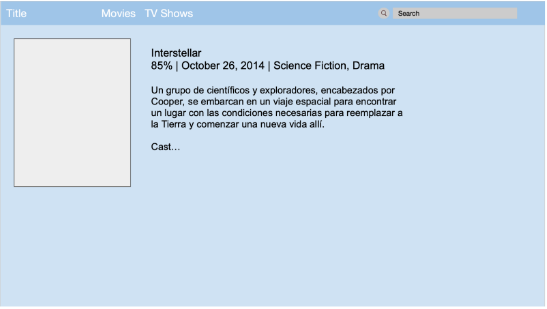 Title Movies TV Shows Search
Interstellar
85% | October 26, 2014 | Science Fiction, Drama
Un grupo de científicos y exploradores, encabezados por
Cooper, se embarcan en un viaje espacial para encontrar
un lugar con las condiciones necesarias para reemplazar a
la Tierra y comenzar una nueva vida allí.
Cast…